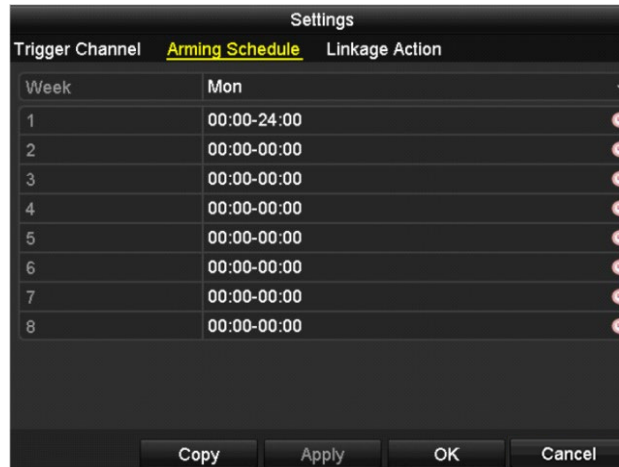 Settings
Trigger Channel Arming Schedule Linkage Action
Week Mon
1 00:00-24:00
2 00:00-00:00
3 00:00-00:00
4 00:00-00:00
5 00:00-00:00
6 00:00-00:00
7 00:00-00:00
8 00:00-00:00
Copy Apply OK Cancel